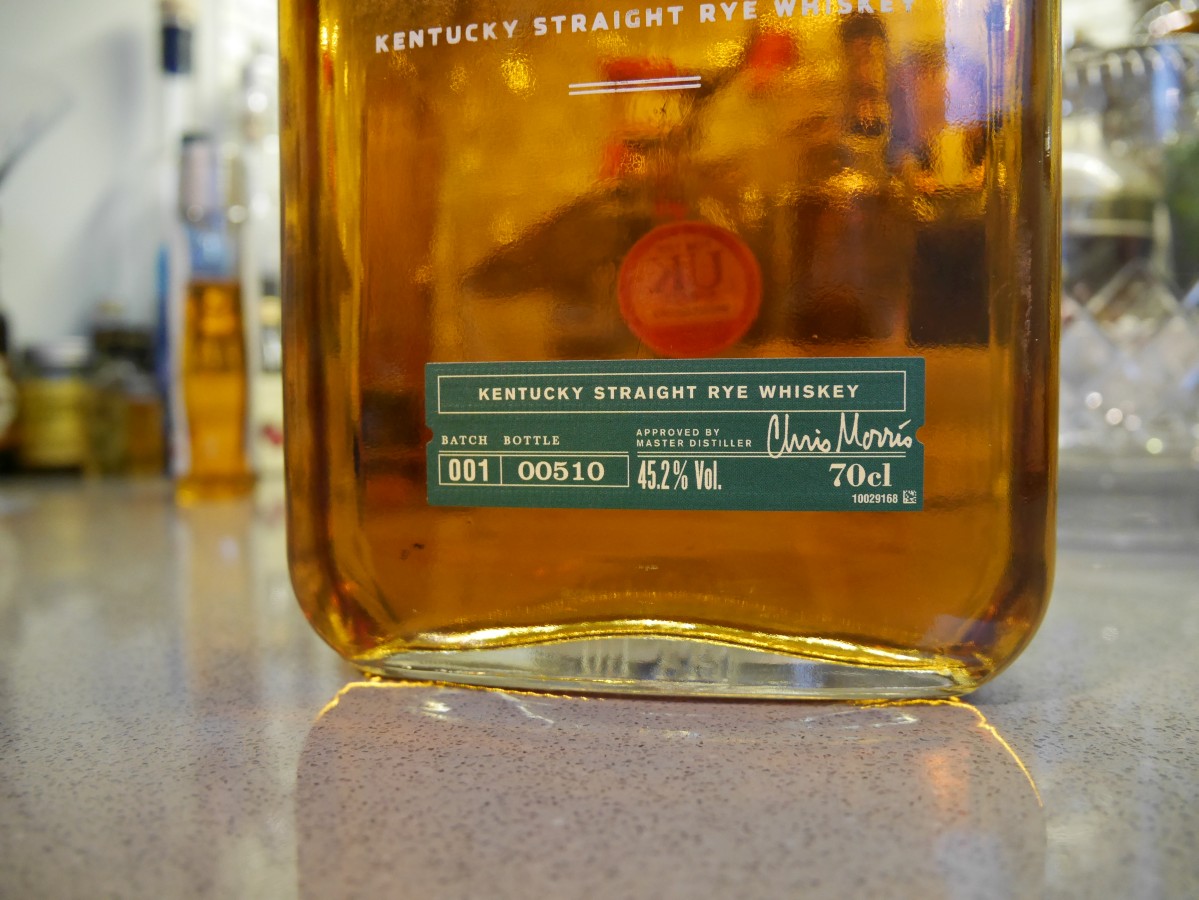 KENTUCKY STRAIGHT RYE WHISKEY
UK
KENTUCKY STRAIGHT RYE WHISKEY
BATCH BOTTLE
001 00510
APPROVED BY
MASTER DISTILLER
Chris Morris
45.2% Vol.
70cl
10029168